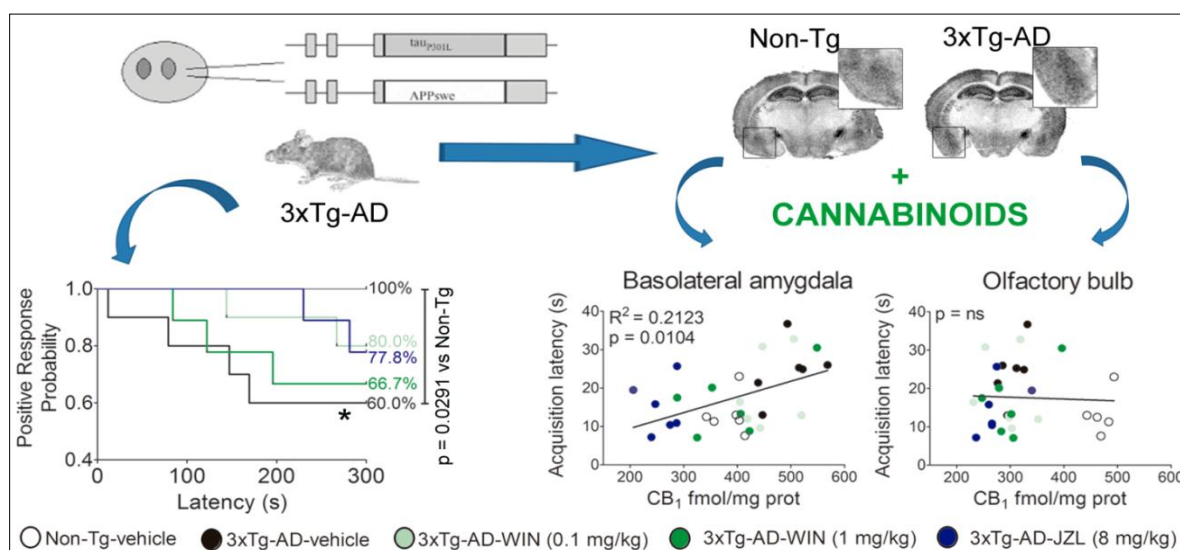 tauP301L
APPswe
3xTg-AD
Non-Tg
3xTg-AD
+
CANNABINOIDS
Positive Response
Probability
1.0
0.8
0.6
0.4
0
100
200
300
Latency (s)
100%
80.0%
77.8%
66.7%
60.0%
*
p = 0.0291 vs Non-Tg
Basolateral amygdala
R² = 0.2123
p = 0.0104
Acquisition latency (s)
40
30
20
10
0
200
300
400
500
600
CB₁ fmol/mg prot
Olfactory bulb
p = ns
Acquisition latency (s)
40
30
20
10
0
200
300
400
500
600
CB₁ fmol/mg prot
Non-Tg-vehicle
3xTg-AD-vehicle
3xTg-AD-WIN (0.1 mg/kg)
3xTg-AD-WIN (1 mg/kg)
3xTg-AD-JZL (8 mg/kg)